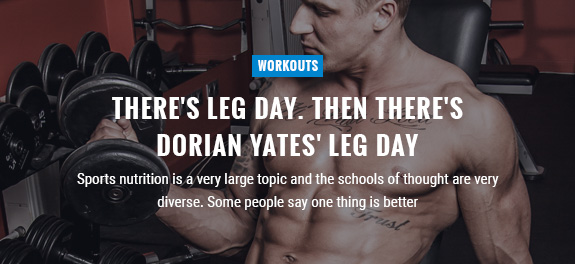 WORKOUTS
THERE'S LEG DAY. THEN THERE'S
DORIAN YATES' LEG DAY
Sports nutrition is a very large topic and the schools of thought are very
diverse. Some people say one thing is better
Trust